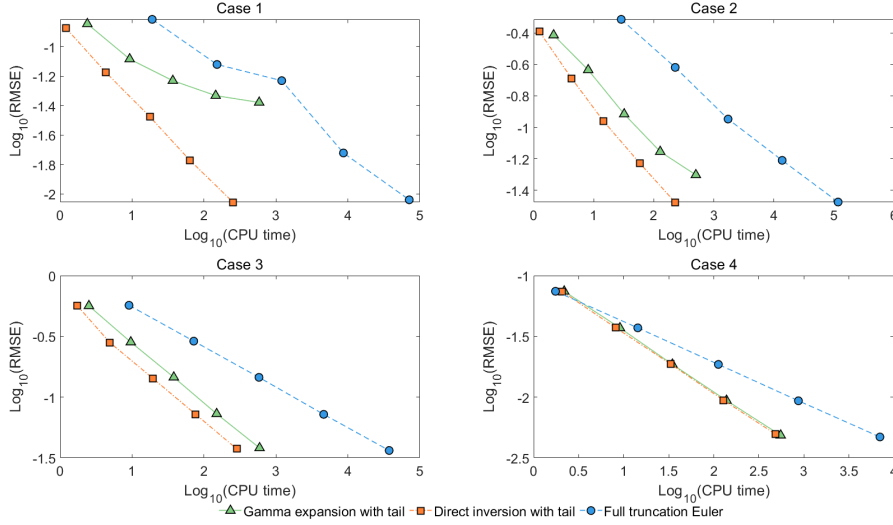 Case 1
Case 2
-1
-1.2
-1.4
-1.6
-1.8
-2
Log10(RMSE)
0 1 2 3 4 5
Log10(CPU time)
-0.4
-0.6
-0.8
-1
-1.2
-1.4
Log10(RMSE)
0 1 2 3 4 5 6
Log10(CPU time)
Case 3
Case 4
0
-0.5
-1
-1.5
Log10(RMSE)
0 1 2 3 4 5
Log10(CPU time)
-1
-1.5
-2
-2.5
Log10(RMSE)
0 0.5 1 1.5 2 2.5 3 3.5 4
Log10(CPU time)
Gamma expansion with tail Direct inversion with tail Full truncation Euler